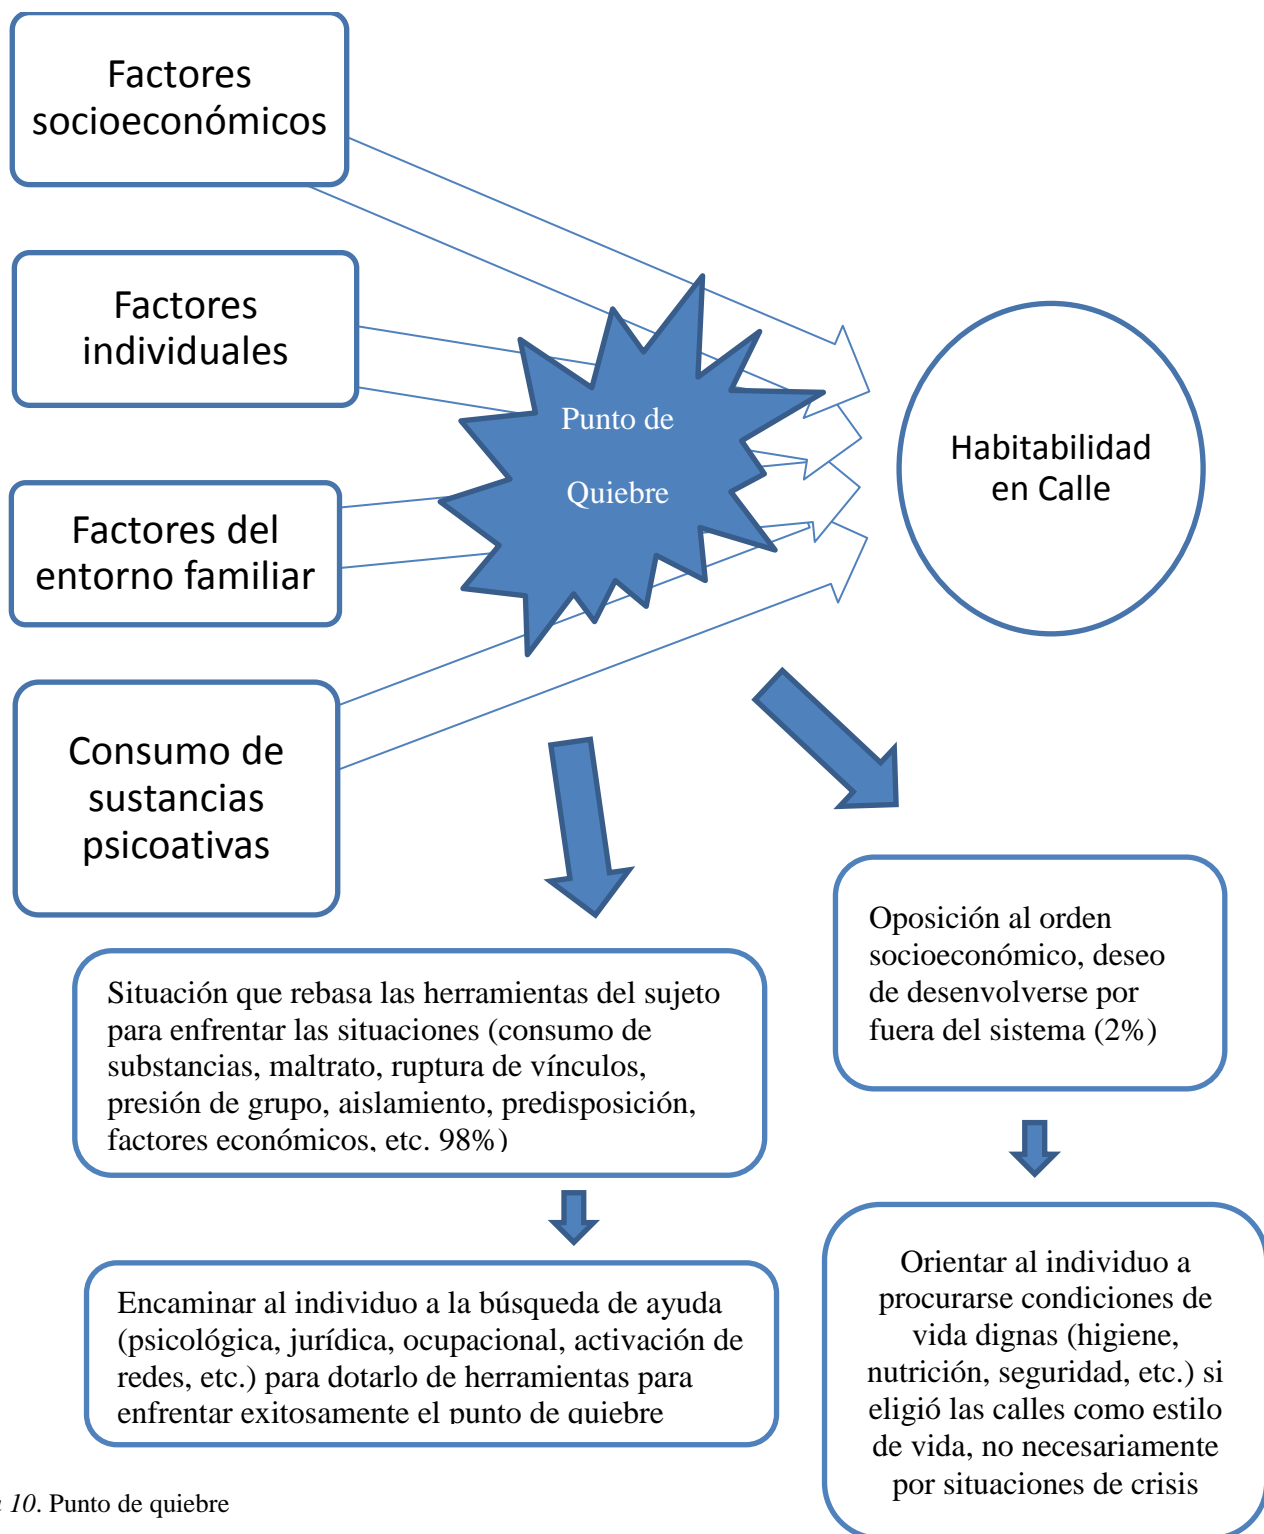 Factores
socioeconómicos
Factores
individuales
Factores del
entorno familiar
Consumo de
sustancias
psicoativas
Punto de
Quiebre
Habitabilidad
en Calle
Situación que rebasa las herramientas del sujeto
para enfrentar las situaciones (consumo de
substancias, maltrato, ruptura de vínculos,
presión de grupo, aislamiento, predisposición,
factores económicos, etc. 98%)
Oposición al orden
socioeconómico, deseo
de desenvolverse por
fuera del sistema (2%)
Encaminar al individuo a la búsqueda de ayuda
(psicológica, jurídica, ocupacional, activación de
redes, etc.) para dotarlo de herramientas para
enfrentar exitosamente el punto de quiebre
Orientar al individuo a
procurarse condiciones de
vida dignas (higiene,
nutrición, seguridad, etc.) si
eligió las calles como estilo
de vida, no necesariamente
por situaciones de crisis
10. Punto de quiebre